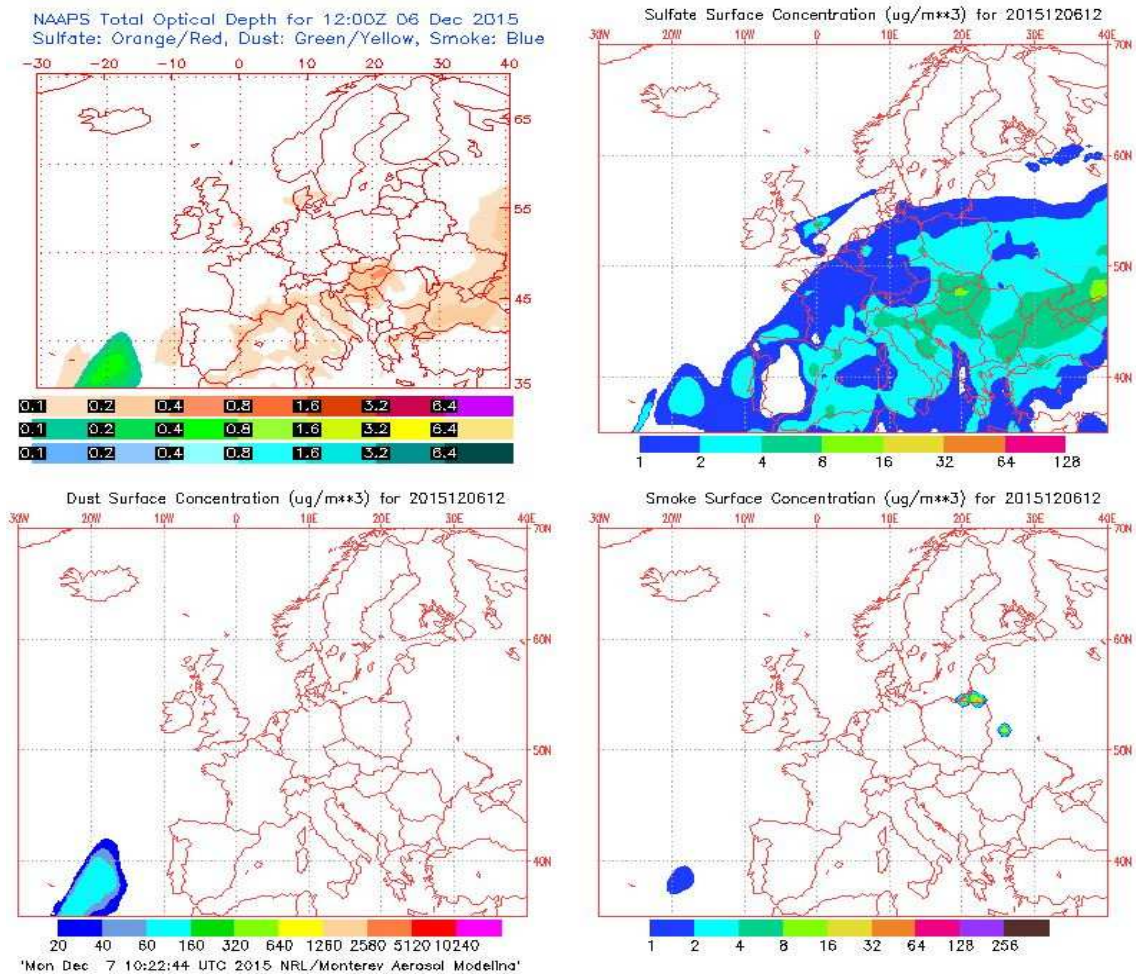 NAAPS Total Optical Depth for 12:00Z 06 Dec 2015
Sulfate: Orange/Red, Dust: Green/Yellow, Smoke: Blue
-30 -20 -10 0 10 20 30 40
65
55
45
35
0.1 0.2 0.4 0.8 1.6 3.2 6.4
0.1 0.2 0.4 0.8 1.6 3.2 6.4
0.1 0.2 0.4 0.8 1.6 3.2 6.4
Sulfate Surface Concentration (ug/m**3) for 2015120612
30W 20W 10W 0 10E 20E 30E 40E
70N
60N
50N
40N
1 2 4 8 16 32 64 128
Dust Surface Concentration (ug/m**3) for 2015120612
30W 20W 10W 0 10E 20E 30E 40E
70N
60N
50N
40N
20 40 60 160 320 640 1260 2580 5120 10240
'Mon Dec 7 10:22:44 UTC 2015 NRL/Monterey Aerosol Modeling'
Smoke Surface Concentration (ug/m**3) for 2015120612
30W 20W 10W 0 10E 20E 30E 40E
70N
60N
50N
40N
1 2 4 8 16 32 64 128 256